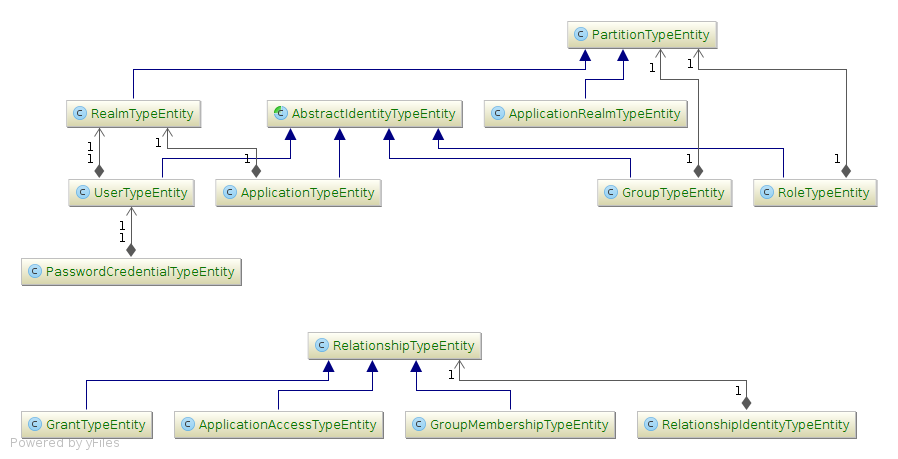 C PartitionTypeEntity
1 1
C RealmTypeEntity
C AbstractIdentityTypeEntity
C ApplicationRealmTypeEntity
1 1
1 1 1 1
C UserTypeEntity
C ApplicationTypeEntity
C GroupTypeEntity
C RoleTypeEntity
1
1
C PasswordCredentialTypeEntity
C RelationshipTypeEntity
1
1
C GrantTypeEntity
C ApplicationAccessTypeEntity
C GroupMembershipTypeEntity
C RelationshipIdentityTypeEntity
Powered by yFiles